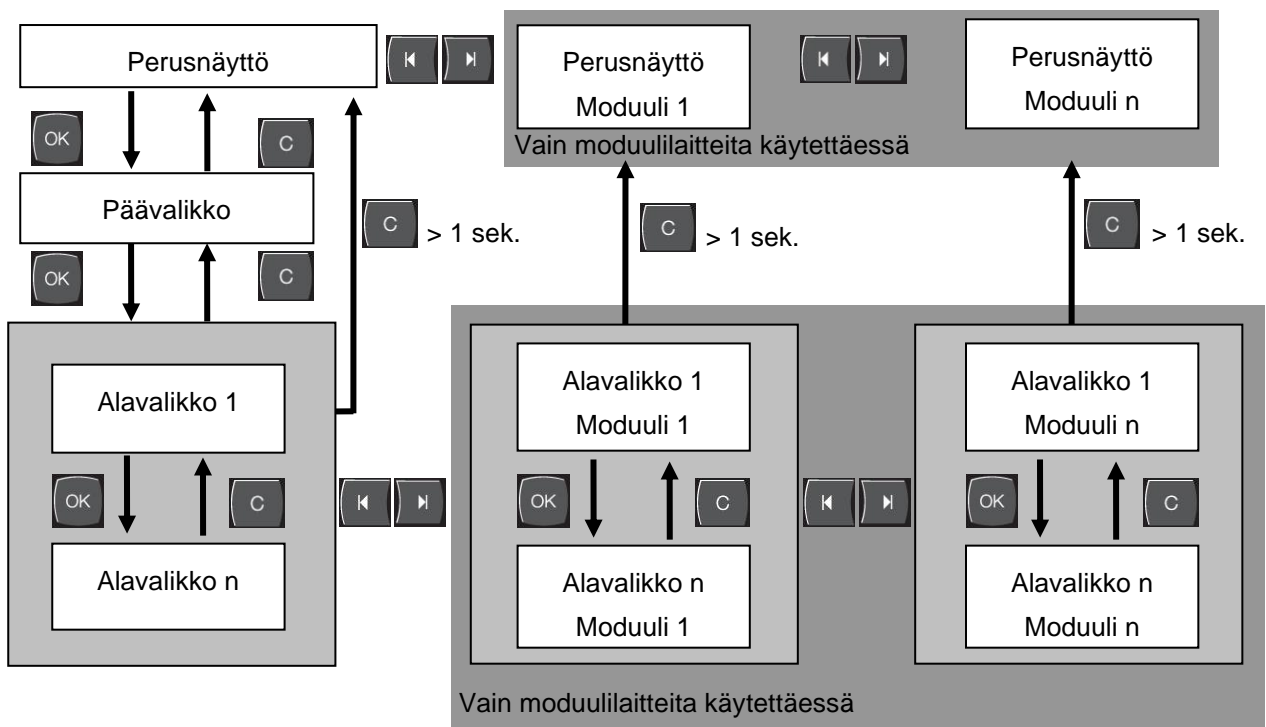 Perusnäyttö
Perusnäyttö
Moduuli 1
Perusnäyttö
Moduuli n
Vain moduulilaitteita käytettäessä
OK
C
Päävalikko
OK
C
C
> 1 sek.
C
> 1 sek.
C
> 1 sek.
Alavalikko 1
OK
C
Alavalikko n
Alavalikko 1
Moduuli 1
OK
C
Alavalikko n
Moduuli 1
Alavalikko 1
Moduuli n
OK
C
Alavalikko n
Moduuli n
Vain moduulilaitteita käytettäessä